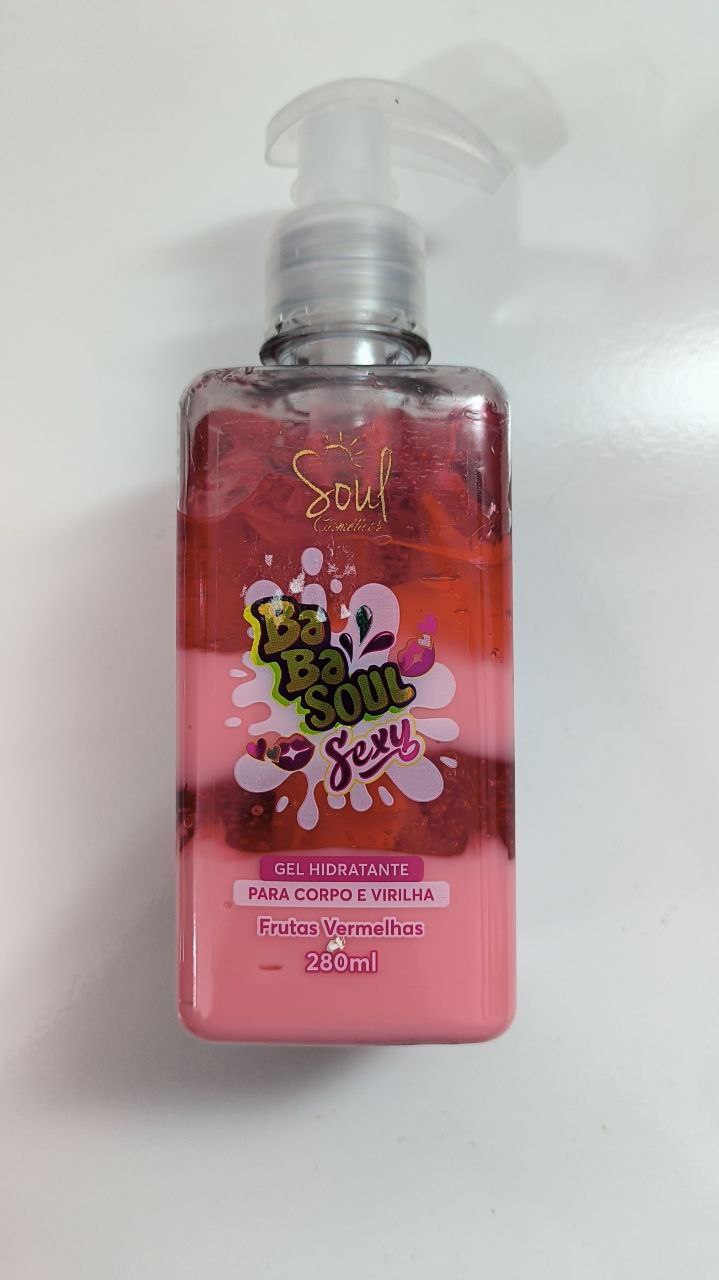 Soul
Cosméticos
Ba
Ba
SOUL
Sexy
GEL HIDRATANTE
PARA CORPO E VIRILHA
Frutas Vermelhas
280ml